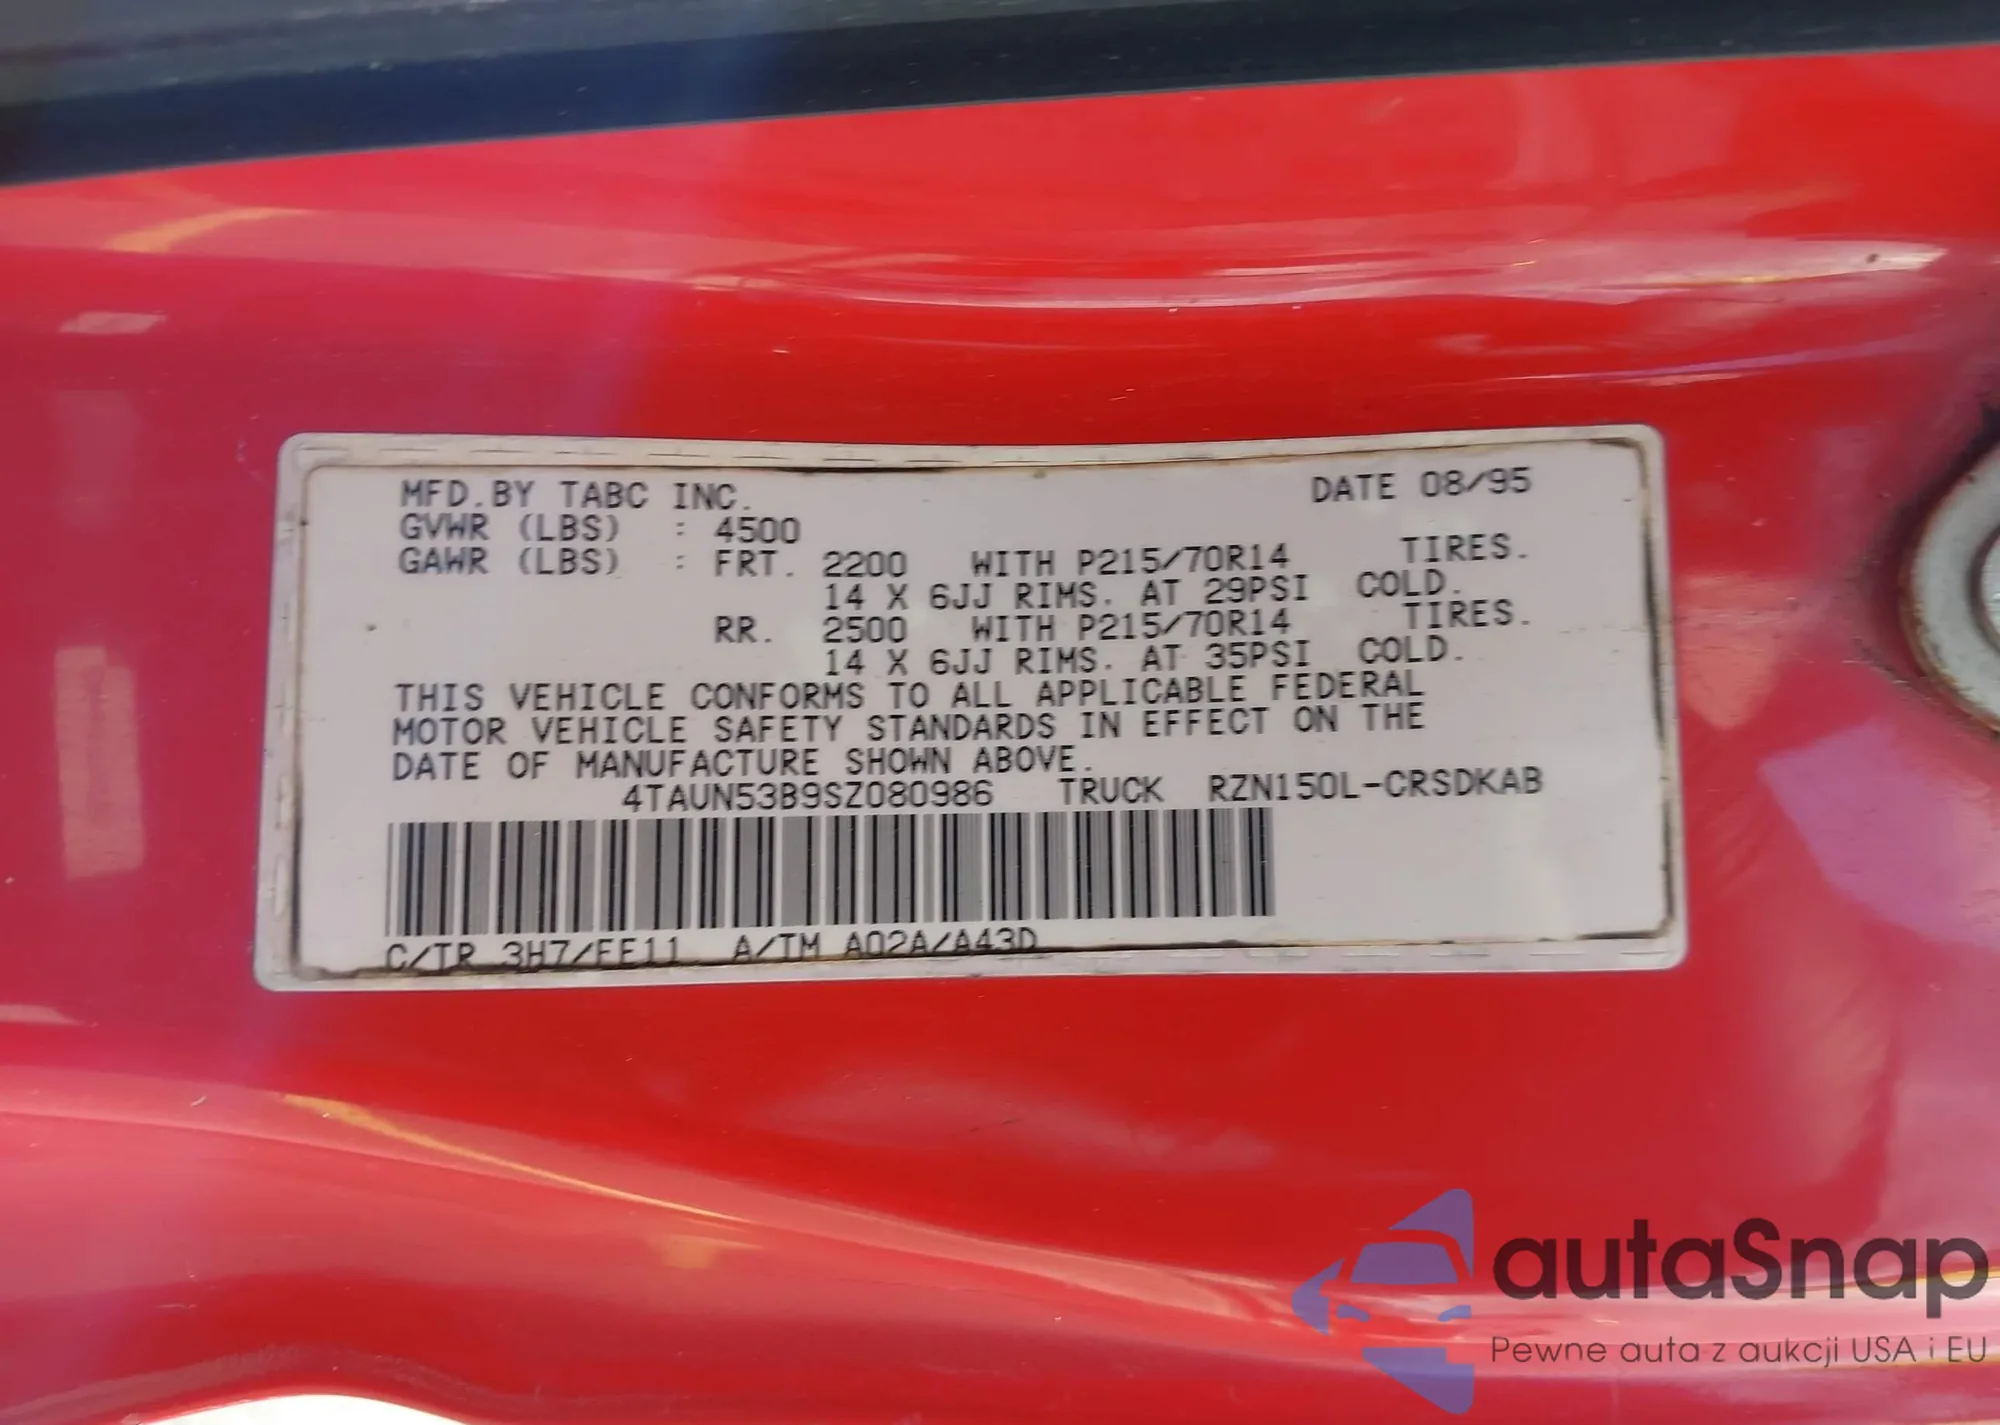 MFD.BY TABC INC. DATE 08/95
GVWR (LBS) : 4500
GAWR (LBS) : FRT. 2200 WITH P215/70R14 TIRES.
14 X 6JJ RIMS. AT 29PSI COLD.
RR. 2500 WITH P215/70R14 TIRES.
14 X 6JJ RIMS. AT 35PSI COLD.
THIS VEHICLE CONFORMS TO ALL APPLICABLE FEDERAL
MOTOR VEHICLE SAFETY STANDARDS IN EFFECT ON THE
DATE OF MANUFACTURE SHOWN ABOVE.
4TAUN53B9SZ080986 TRUCK RZN150L-CRSDKAB
C/TR 3H7/FE11 A/TM A02A/A43D
autaSnap
Pewne auta z aukcji USA i EU